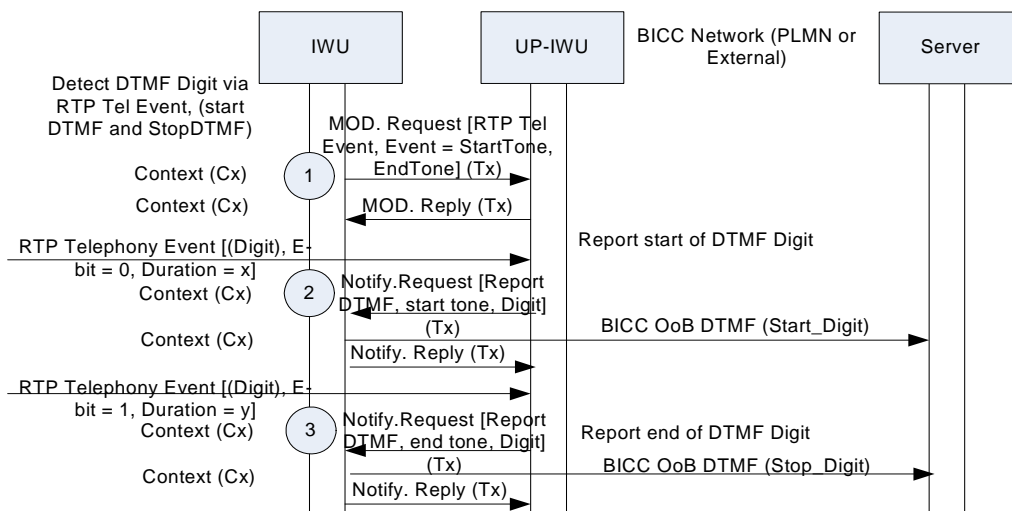 IWU
UP-IWU
BICC Network (PLMN or
External)
Server
Detect DTMF Digit via
RTP Tel Event, (start
DTMF and StopDTMF)
MOD. Request [RTP Tel
Event, Event = StartTone,
EndTone] (Tx)
Context (Cx)
1
Context (Cx)
MOD. Reply (Tx)
RTP Telephony Event [(Digit), E-
bit = 0, Duration = x]
Report start of DTMF Digit
Context (Cx)
2
Notify.Request [Report
DTMF, start tone, Digit]
(Tx)
Context (Cx)
BICC OoB DTMF (Start_Digit)
Notify. Reply (Tx)
RTP Telephony Event [(Digit), E-
bit = 1, Duration = y]
Context (Cx)
3
Notify.Request [Report
DTMF, end tone, Digit]
(Tx)
Report end of DTMF Digit
Context (Cx)
BICC OoB DTMF (Stop_Digit)
Notify. Reply (Tx)